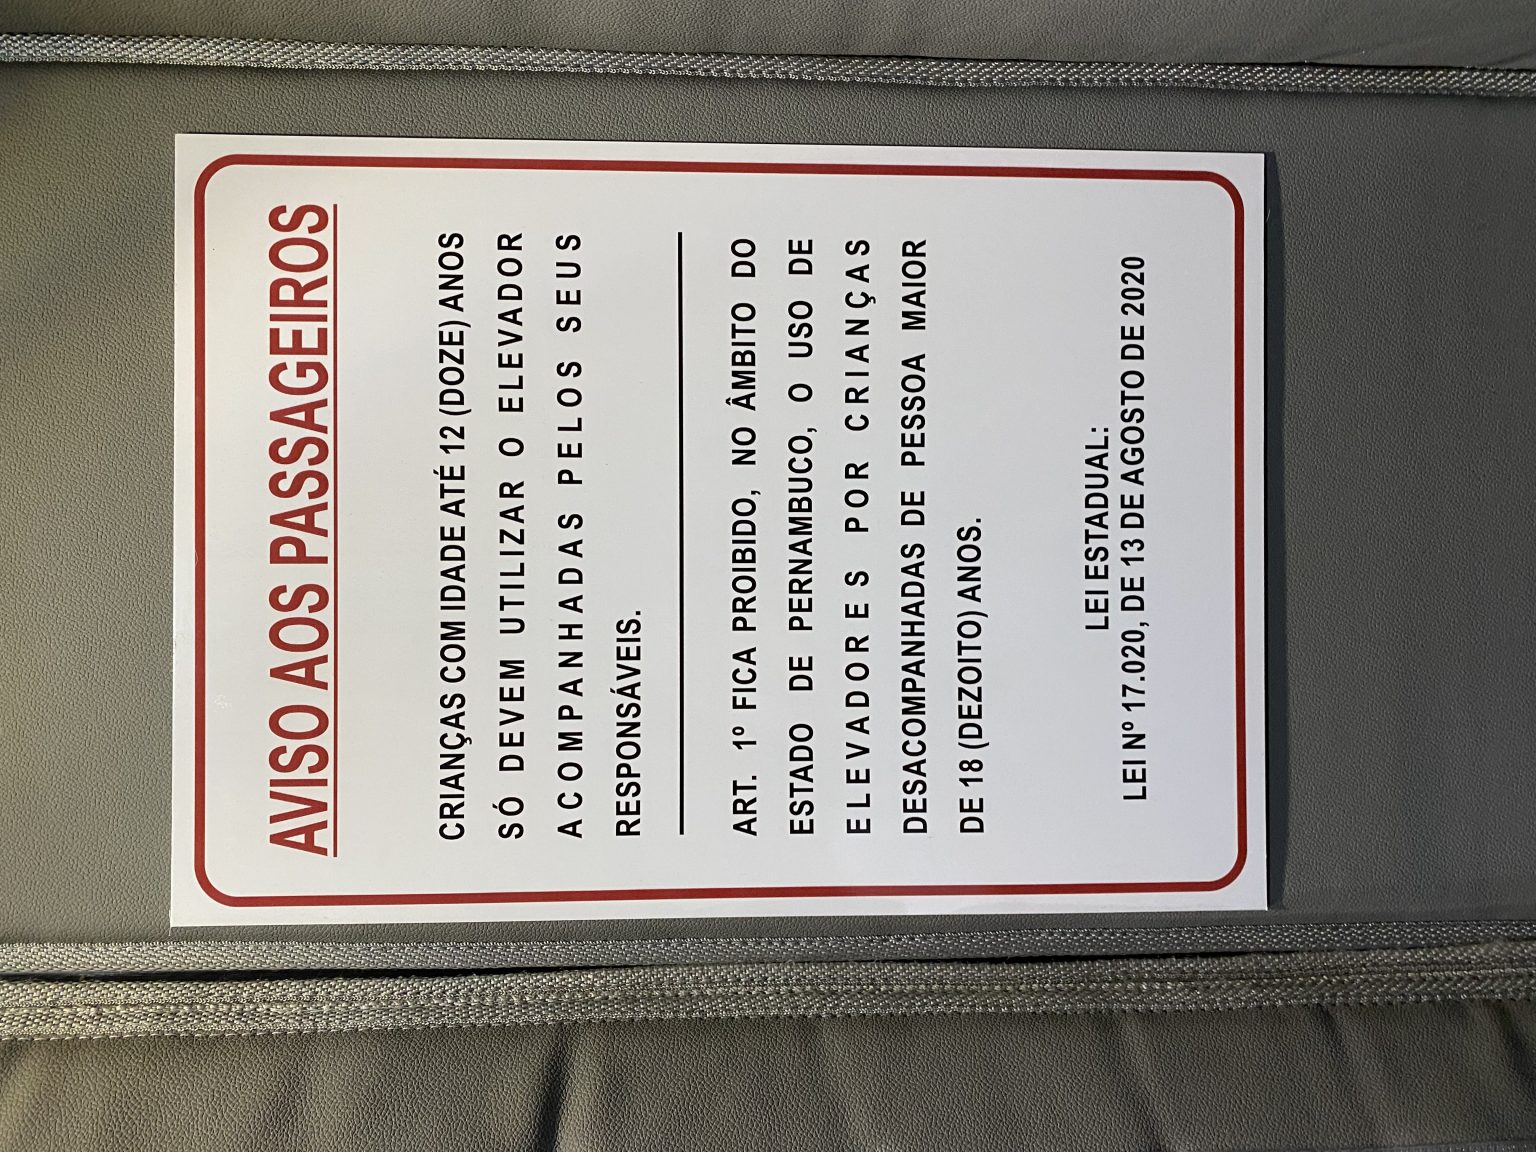 AVISO AOS PASSAGEIROS
CRIANÇAS COM IDADE ATÉ 12 (DOZE) ANOS
SÓ DEVEM UTILIZAR O ELEVADOR
ACOMPANHADAS PELOS SEUS
RESPONSÁVEIS.
ART. 1º FICA PROIBIDO, NO ÂMBITO DO
ESTADO DE PERNAMBUCO, O USO DE
ELEVADORES POR CRIANÇAS
DESACOMPANHADAS DE PESSOA MAIOR
DE 18 (DEZOITO) ANOS.
LEI ESTADUAL:
LEI Nº 17.020, DE 13 DE AGOSTO DE 2020